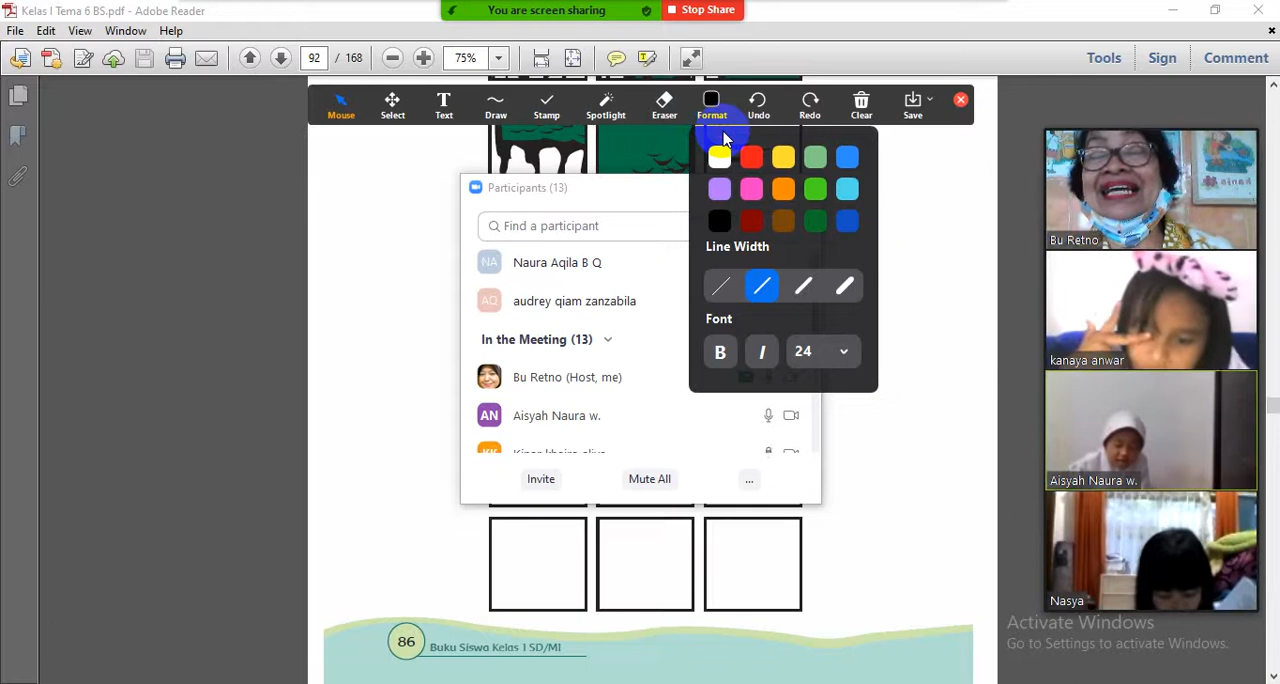 Kelas I Tema 6 BS.pdf - Adobe Reader
You are screen sharing
Stop Share
File Edit View Window Help
92 / 168
75%
Tools Sign Comment
Mouse Select Text Draw Stamp Spotlight Eraser Format Undo Redo Clear Save
Participants (13)
Find a participant
NA Naura Aqila B Q
AQ audrey qiam zanzabila
In the Meeting (13)
Bu Retno (Host, me)
AN Aisyah Naura w.
Invite Mute All ...
Line Width
Font
B I 24
Bu Retno
kanaya anwar
Aisyah Naura w.
Nasya
86 Buku Siswa Kelas I SD/MI
Activate Windows
Go to Settings to activate Windows.